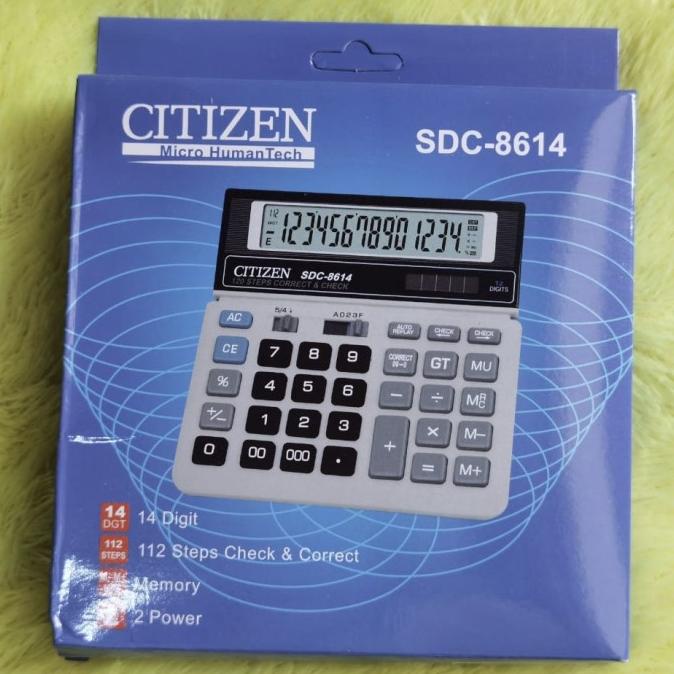 CITIZEN
Micro HumanTech
SDC-8614
112
E
12345678901234.
CITIZEN SDC-8614
120 STEPS CORRECT & CHECK
12
DIGITS
AC
5/4 ↓
A023F
AUTO REPLAY
CHECK
CHECK
CE
7 8 9
GT MU
%
4 5 6
− ÷
+/−
1 2 3
+ × M−
0 00 000 .
= M+
14 DGT 14 Digit
112 STEPS 112 Steps Check & Correct
Memory
2 Power